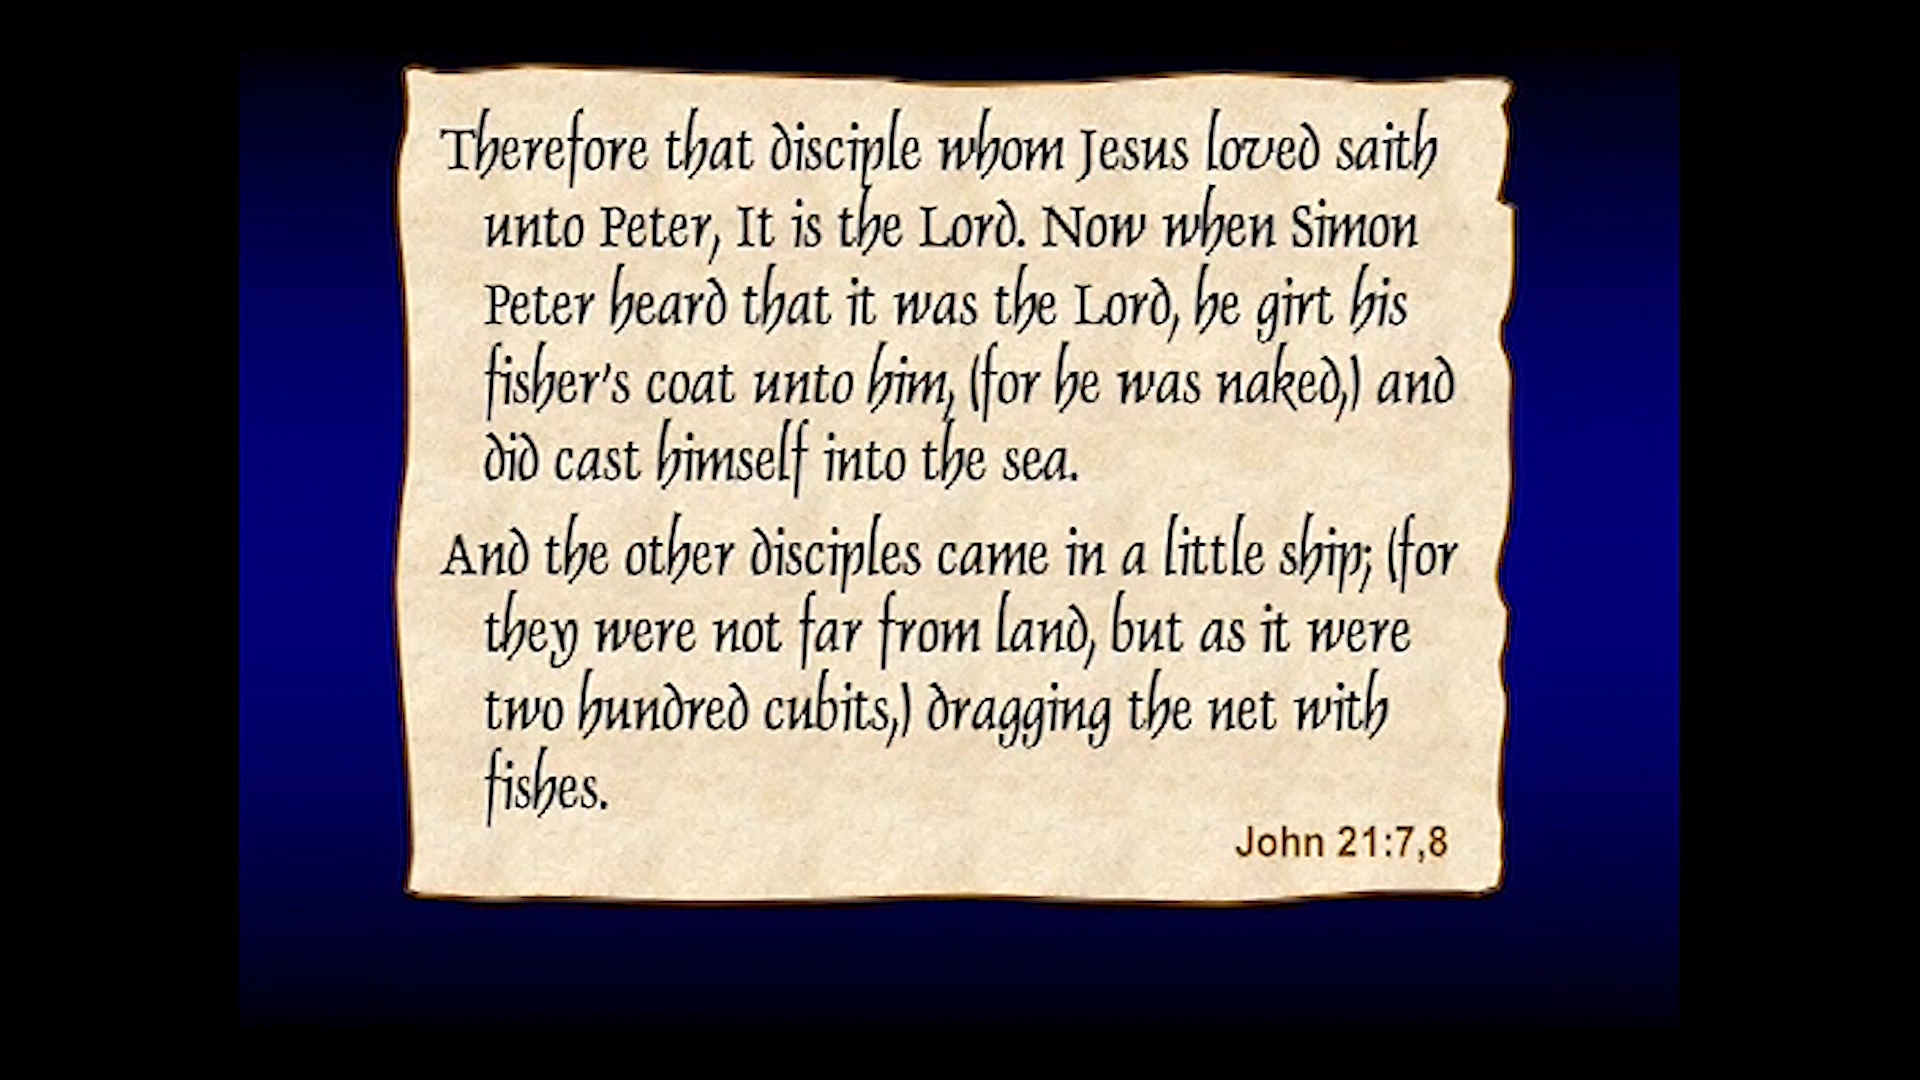 Therefore that disciple whom Jesus loved saith
unto Peter, It is the Lord. Now when Simon
Peter heard that it was the Lord, he girt his
fisher's coat unto him, (for he was naked,) and
did cast himself into the sea.
And the other disciples came in a little ship; (for
they were not far from land, but as it were
two hundred cubits,) dragging the net with
fishes.
John 21:7,8